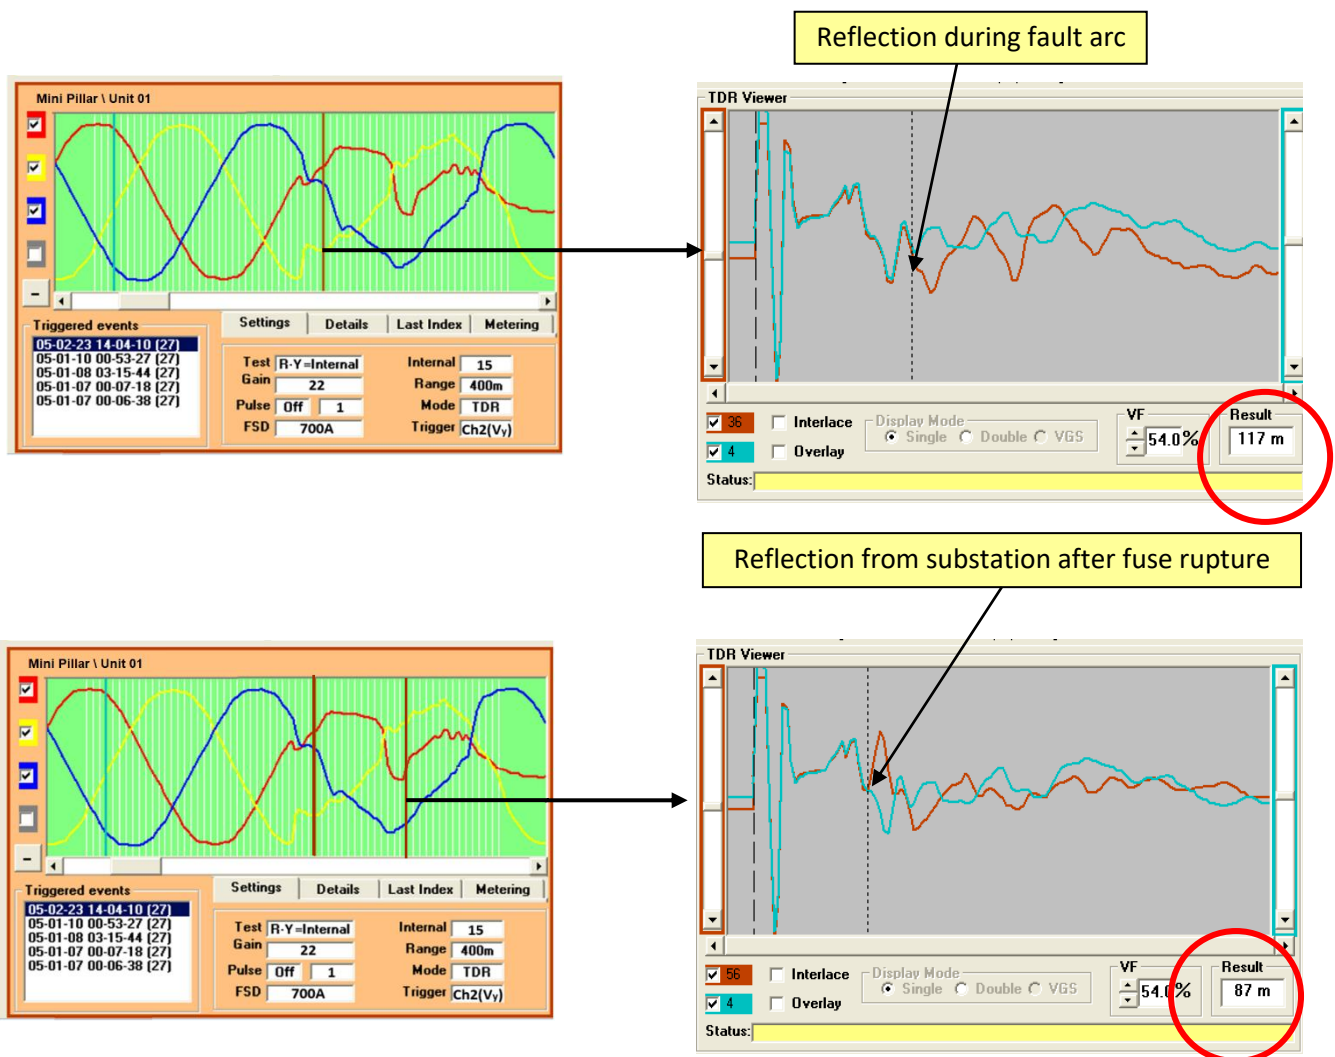 Reflection during fault arc
Mini Pillar \ Unit 01
Triggered events
05-02-23 14-04-10 (27)
05-01-10 00-53-27 (27)
05-01-08 03-15-44 (27)
05-01-07 00-07-18 (27)
05-01-07 00-06-38 (27)
Settings Details Last Index Metering
Test R-Y=Internal Internal 15
Gain 22 Range 400m
Pulse Off 1 Mode TDR
FSD 700A Trigger Ch2(Vy)
TDR Viewer
36 Interlace Display Mode VF Result
Single Double VGS 54.0% 117 m
4 Overlay
Status:
Reflection from substation after fuse rupture
Mini Pillar \ Unit 01
Triggered events
05-02-23 14-04-10 (27)
05-01-10 00-53-27 (27)
05-01-08 03-15-44 (27)
05-01-07 00-07-18 (27)
05-01-07 00-06-38 (27)
Settings Details Last Index Metering
Test R-Y=Internal Internal 15
Gain 22 Range 400m
Pulse Off 1 Mode TDR
FSD 700A Trigger Ch2(Vy)
TDR Viewer
56 Interlace Display Mode VF Result
Single Double VGS 54.0% 87 m
4 Overlay
Status: